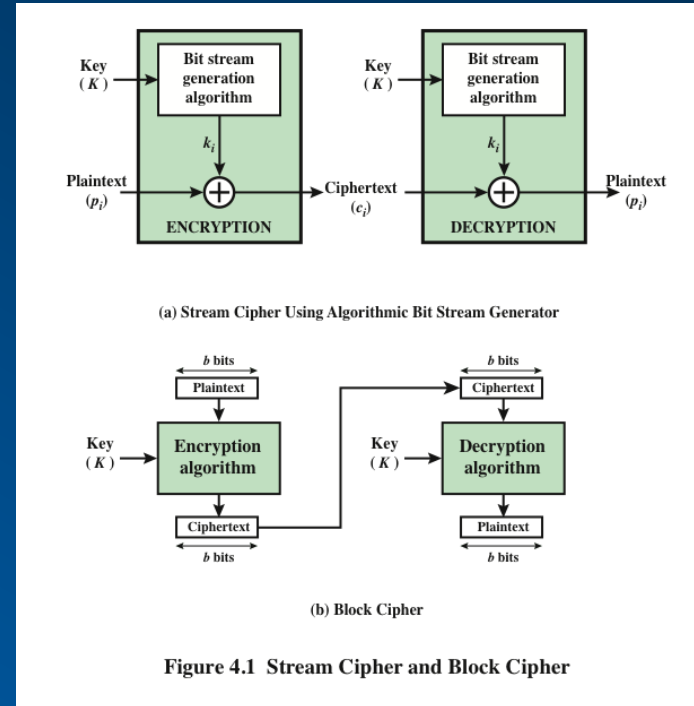 Key
(K)
Bit stream
generation
algorithm
k_i
Plaintext
(p_i)
ENCRYPTION
Ciphertext
(c_i)
Key
(K)
Bit stream
generation
algorithm
k_i
DECRYPTION
Plaintext
(p_i)
(a) Stream Cipher Using Algorithmic Bit Stream Generator
b bits
Plaintext
Key
(K)
Encryption
algorithm
Ciphertext
b bits
b bits
Ciphertext
Key
(K)
Decryption
algorithm
Plaintext
b bits
(b) Block Cipher
Figure 4.1 Stream Cipher and Block Cipher